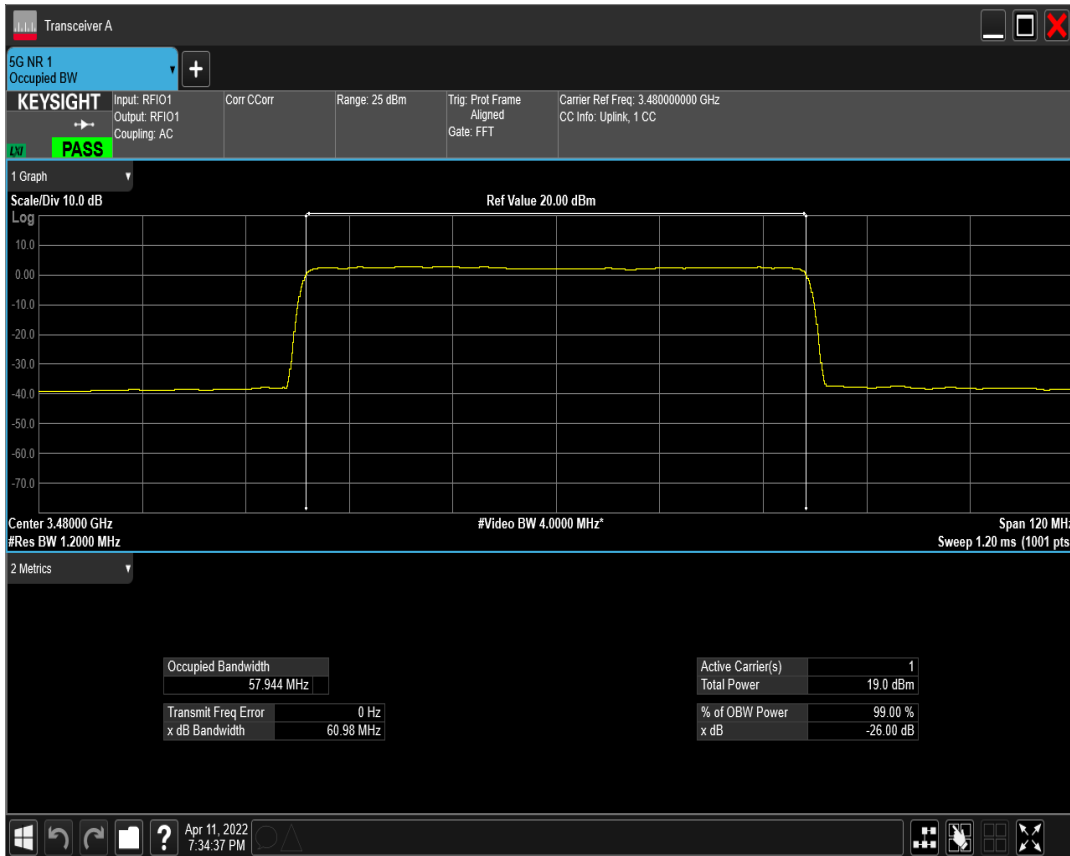 Transceiver A
5G NR 1
Occupied BW
KEYSIGHT
LXI
PASS
Input: RFIO1
Output: RFIO1
Coupling: AC
Corr CCorr
Range: 25 dBm
Trig: Prot Frame
Aligned
Gate: FFT
Carrier Ref Freq: 3.480000000 GHz
CC Info: Uplink, 1 CC
1 Graph
Scale/Div 10.0 dB
Ref Value 20.00 dBm
Log
10.0
0.00
-10.0
-20.0
-30.0
-40.0
-50.0
-60.0
-70.0
Center 3.48000 GHz
#Video BW 4.0000 MHz*
Span 120 MHz
#Res BW 1.2000 MHz
Sweep 1.20 ms (1001 pts
2 Metrics
Occupied Bandwidth
57.944 MHz
Transmit Freq Error 0 Hz
x dB Bandwidth 60.98 MHz
Active Carrier(s) 1
Total Power 19.0 dBm
% of OBW Power 99.00 %
x dB -26.00 dB
?
Apr 11, 2022
7:34:37 PM